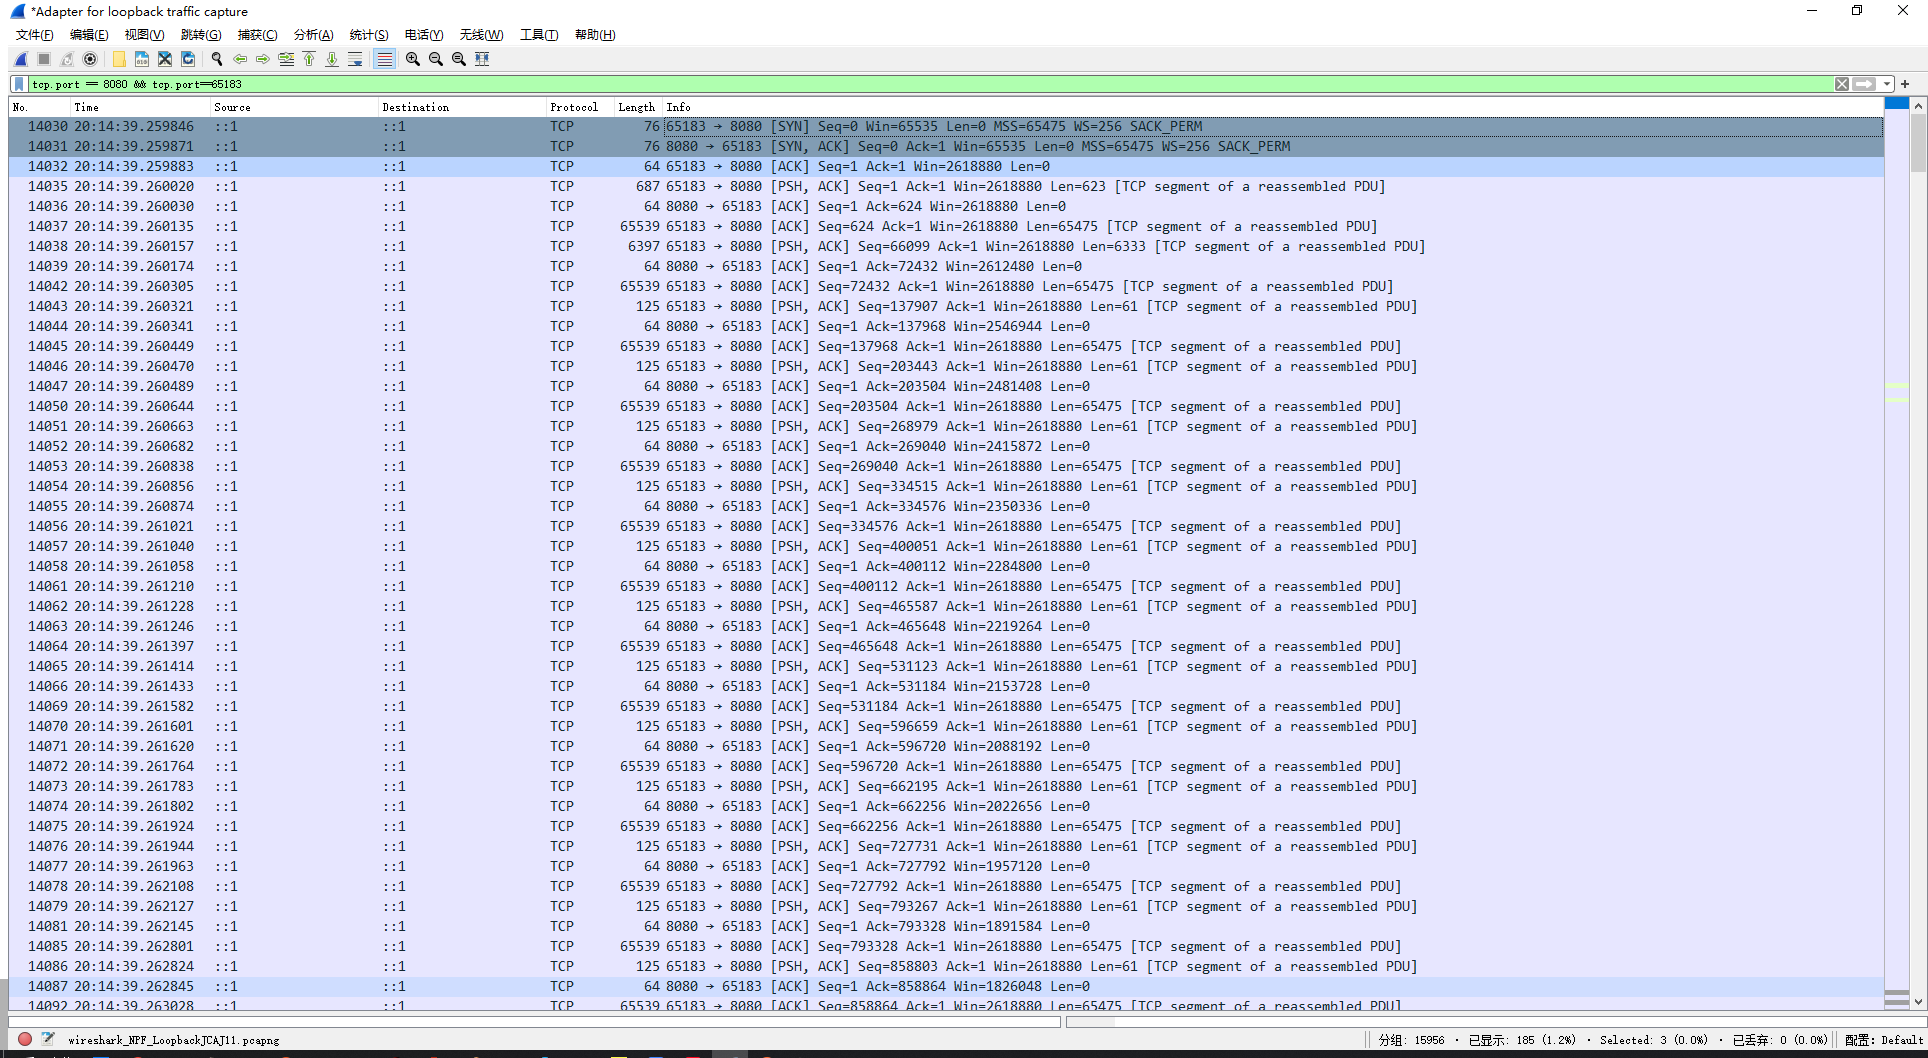 *Adapter for loopback traffic capture
文件(F) 编辑(E) 视图(V) 跳转(G) 捕获(C) 分析(A) 统计(S) 电话(Y) 无线(W) 工具(T) 帮助(H)
tcp.port == 8080 && tcp.port==65183
No. Time Source Destination Protocol Length Info
14030 20:14:39.259846 ::1 ::1 TCP 76 65183 → 8080 [SYN] Seq=0 Win=65535 Len=0 MSS=65475 WS=256 SACK_PERM
14031 20:14:39.259871 ::1 ::1 TCP 76 8080 → 65183 [SYN, ACK] Seq=0 Ack=1 Win=65535 Len=0 MSS=65475 WS=256 SACK_PERM
14032 20:14:39.259883 ::1 ::1 TCP 64 65183 → 8080 [ACK] Seq=1 Ack=1 Win=2618880 Len=0
14035 20:14:39.260020 ::1 ::1 TCP 687 65183 → 8080 [PSH, ACK] Seq=1 Ack=1 Win=2618880 Len=623 [TCP segment of a reassembled PDU]
14036 20:14:39.260030 ::1 ::1 TCP 64 8080 → 65183 [ACK] Seq=1 Ack=624 Win=2618880 Len=0
14037 20:14:39.260135 ::1 ::1 TCP 65539 65183 → 8080 [ACK] Seq=624 Ack=1 Win=2618880 Len=65475 [TCP segment of a reassembled PDU]
14038 20:14:39.260157 ::1 ::1 TCP 6397 65183 → 8080 [PSH, ACK] Seq=66099 Ack=1 Win=2618880 Len=6333 [TCP segment of a reassembled PDU]
14039 20:14:39.260174 ::1 ::1 TCP 64 8080 → 65183 [ACK] Seq=1 Ack=72432 Win=2612480 Len=0
14042 20:14:39.260305 ::1 ::1 TCP 65539 65183 → 8080 [ACK] Seq=72432 Ack=1 Win=2618880 Len=65475 [TCP segment of a reassembled PDU]
14043 20:14:39.260321 ::1 ::1 TCP 125 65183 → 8080 [PSH, ACK] Seq=137907 Ack=1 Win=2618880 Len=61 [TCP segment of a reassembled PDU]
14044 20:14:39.260341 ::1 ::1 TCP 64 8080 → 65183 [ACK] Seq=1 Ack=137968 Win=2546944 Len=0
14045 20:14:39.260449 ::1 ::1 TCP 65539 65183 → 8080 [ACK] Seq=137968 Ack=1 Win=2618880 Len=65475 [TCP segment of a reassembled PDU]
14046 20:14:39.260470 ::1 ::1 TCP 125 65183 → 8080 [PSH, ACK] Seq=203443 Ack=1 Win=2618880 Len=61 [TCP segment of a reassembled PDU]
14047 20:14:39.260489 ::1 ::1 TCP 64 8080 → 65183 [ACK] Seq=1 Ack=203504 Win=2481408 Len=0
14050 20:14:39.260644 ::1 ::1 TCP 65539 65183 → 8080 [ACK] Seq=203504 Ack=1 Win=2618880 Len=65475 [TCP segment of a reassembled PDU]
14051 20:14:39.260663 ::1 ::1 TCP 125 65183 → 8080 [PSH, ACK] Seq=268979 Ack=1 Win=2618880 Len=61 [TCP segment of a reassembled PDU]
14052 20:14:39.260682 ::1 ::1 TCP 64 8080 → 65183 [ACK] Seq=1 Ack=269040 Win=2415872 Len=0
14053 20:14:39.260838 ::1 ::1 TCP 65539 65183 → 8080 [ACK] Seq=269040 Ack=1 Win=2618880 Len=65475 [TCP segment of a reassembled PDU]
14054 20:14:39.260856 ::1 ::1 TCP 125 65183 → 8080 [PSH, ACK] Seq=334515 Ack=1 Win=2618880 Len=61 [TCP segment of a reassembled PDU]
14055 20:14:39.260874 ::1 ::1 TCP 64 8080 → 65183 [ACK] Seq=1 Ack=334576 Win=2350336 Len=0
14056 20:14:39.261021 ::1 ::1 TCP 65539 65183 → 8080 [ACK] Seq=334576 Ack=1 Win=2618880 Len=65475 [TCP segment of a reassembled PDU]
14057 20:14:39.261040 ::1 ::1 TCP 125 65183 → 8080 [PSH, ACK] Seq=400051 Ack=1 Win=2618880 Len=61 [TCP segment of a reassembled PDU]
14058 20:14:39.261058 ::1 ::1 TCP 64 8080 → 65183 [ACK] Seq=1 Ack=400112 Win=2284800 Len=0
14061 20:14:39.261210 ::1 ::1 TCP 65539 65183 → 8080 [ACK] Seq=400112 Ack=1 Win=2618880 Len=65475 [TCP segment of a reassembled PDU]
14062 20:14:39.261228 ::1 ::1 TCP 125 65183 → 8080 [PSH, ACK] Seq=465587 Ack=1 Win=2618880 Len=61 [TCP segment of a reassembled PDU]
14063 20:14:39.261246 ::1 ::1 TCP 64 8080 → 65183 [ACK] Seq=1 Ack=465648 Win=2219264 Len=0
14064 20:14:39.261397 ::1 ::1 TCP 65539 65183 → 8080 [ACK] Seq=465648 Ack=1 Win=2618880 Len=65475 [TCP segment of a reassembled PDU]
14065 20:14:39.261414 ::1 ::1 TCP 125 65183 → 8080 [PSH, ACK] Seq=531123 Ack=1 Win=2618880 Len=61 [TCP segment of a reassembled PDU]
14066 20:14:39.261433 ::1 ::1 TCP 64 8080 → 65183 [ACK] Seq=1 Ack=531184 Win=2153728 Len=0
14069 20:14:39.261582 ::1 ::1 TCP 65539 65183 → 8080 [ACK] Seq=531184 Ack=1 Win=2618880 Len=65475 [TCP segment of a reassembled PDU]
14070 20:14:39.261601 ::1 ::1 TCP 125 65183 → 8080 [PSH, ACK] Seq=596659 Ack=1 Win=2618880 Len=61 [TCP segment of a reassembled PDU]
14071 20:14:39.261620 ::1 ::1 TCP 64 8080 → 65183 [ACK] Seq=1 Ack=596720 Win=2088192 Len=0
14072 20:14:39.261764 ::1 ::1 TCP 65539 65183 → 8080 [ACK] Seq=596720 Ack=1 Win=2618880 Len=65475 [TCP segment of a reassembled PDU]
14073 20:14:39.261783 ::1 ::1 TCP 125 65183 → 8080 [PSH, ACK] Seq=662195 Ack=1 Win=2618880 Len=61 [TCP segment of a reassembled PDU]
14074 20:14:39.261802 ::1 ::1 TCP 64 8080 → 65183 [ACK] Seq=1 Ack=662256 Win=2022656 Len=0
14075 20:14:39.261924 ::1 ::1 TCP 65539 65183 → 8080 [ACK] Seq=662256 Ack=1 Win=2618880 Len=65475 [TCP segment of a reassembled PDU]
14076 20:14:39.261944 ::1 ::1 TCP 125 65183 → 8080 [PSH, ACK] Seq=727731 Ack=1 Win=2618880 Len=61 [TCP segment of a reassembled PDU]
14077 20:14:39.261963 ::1 ::1 TCP 64 8080 → 65183 [ACK] Seq=1 Ack=727792 Win=1957120 Len=0
14078 20:14:39.262108 ::1 ::1 TCP 65539 65183 → 8080 [ACK] Seq=727792 Ack=1 Win=2618880 Len=65475 [TCP segment of a reassembled PDU]
14079 20:14:39.262127 ::1 ::1 TCP 125 65183 → 8080 [PSH, ACK] Seq=793267 Ack=1 Win=2618880 Len=61 [TCP segment of a reassembled PDU]
14081 20:14:39.262145 ::1 ::1 TCP 64 8080 → 65183 [ACK] Seq=1 Ack=793328 Win=1891584 Len=0
14085 20:14:39.262801 ::1 ::1 TCP 65539 65183 → 8080 [ACK] Seq=793328 Ack=1 Win=2618880 Len=65475 [TCP segment of a reassembled PDU]
14086 20:14:39.262824 ::1 ::1 TCP 125 65183 → 8080 [PSH, ACK] Seq=858803 Ack=1 Win=2618880 Len=61 [TCP segment of a reassembled PDU]
14087 20:14:39.262845 ::1 ::1 TCP 64 8080 → 65183 [ACK] Seq=1 Ack=858864 Win=1826048 Len=0
14092 20:14:39.263028 ::1 ::1 TCP 65539 65183 → 8080 [ACK] Seq=858864 Ack=1 Win=2618880 Len=65475 [TCP segment of a reassembled PDU]
wireshark_NPF_LoopbackJCAJ11.pcapng 分组: 15956 · 已显示: 185 (1.2%) · Selected: 3 (0.0%) · 已丢弃: 0 (0.0%) 配置: Default